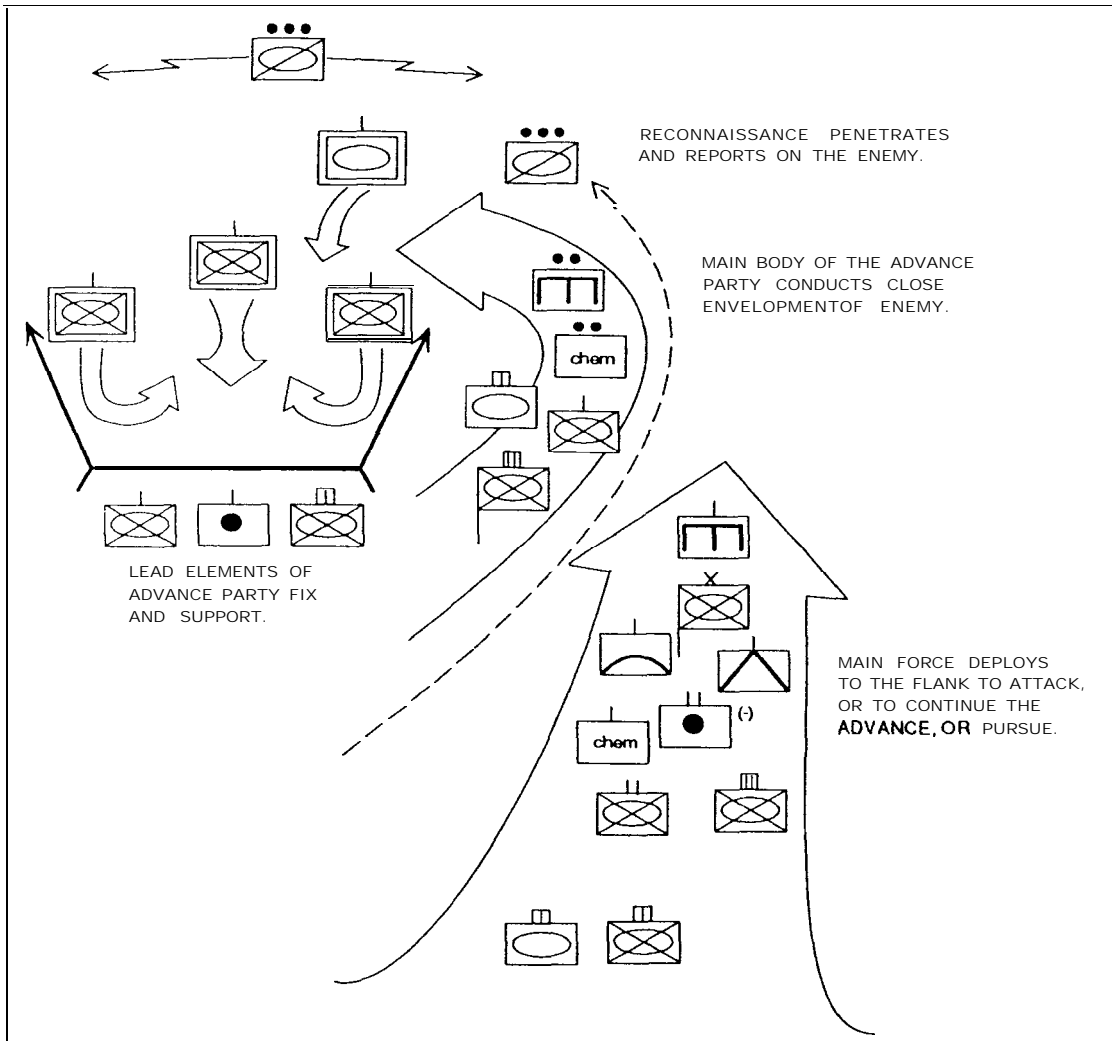 RECONNAISSANCE PENETRATES
AND REPORTS ON THE ENEMY.
MAIN BODY OF THE ADVANCE
PARTY CONDUCTS CLOSE
ENVELOPMENTOF ENEMY.
chem
LEAD ELEMENTS OF
ADVANCE PARTY FIX
AND SUPPORT.
MAIN FORCE DEPLOYS
TO THE FLANK TO ATTACK,
OR TO CONTINUE THE
ADVANCE, OR PURSUE.
(-)
chem